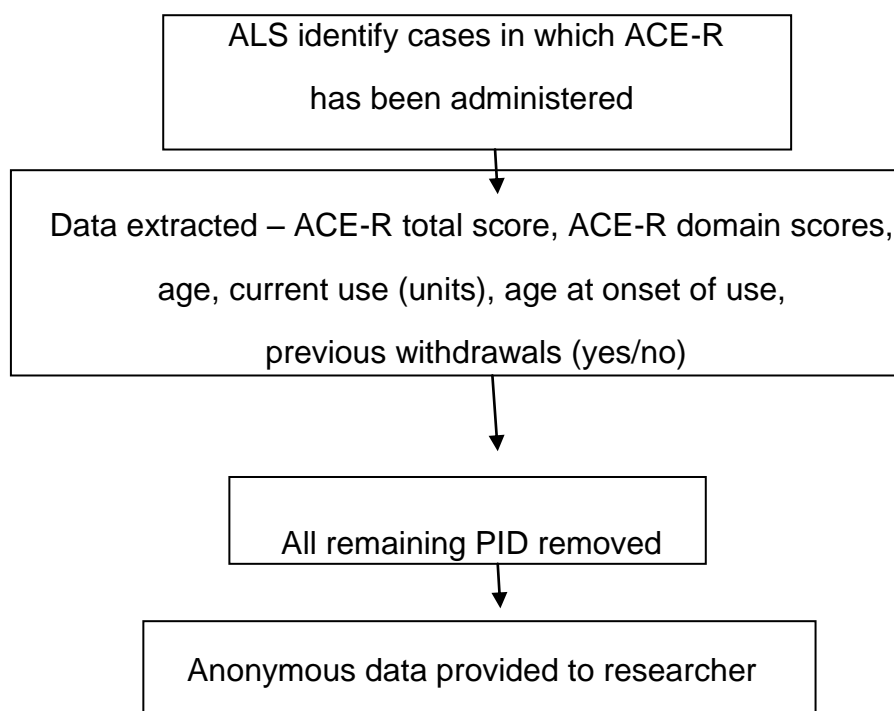 ALS identify cases in which ACE-R
has been administered
Data extracted – ACE-R total score, ACE-R domain scores,
age, current use (units), age at onset of use,
previous withdrawals (yes/no)
All remaining PID removed
Anonymous data provided to researcher